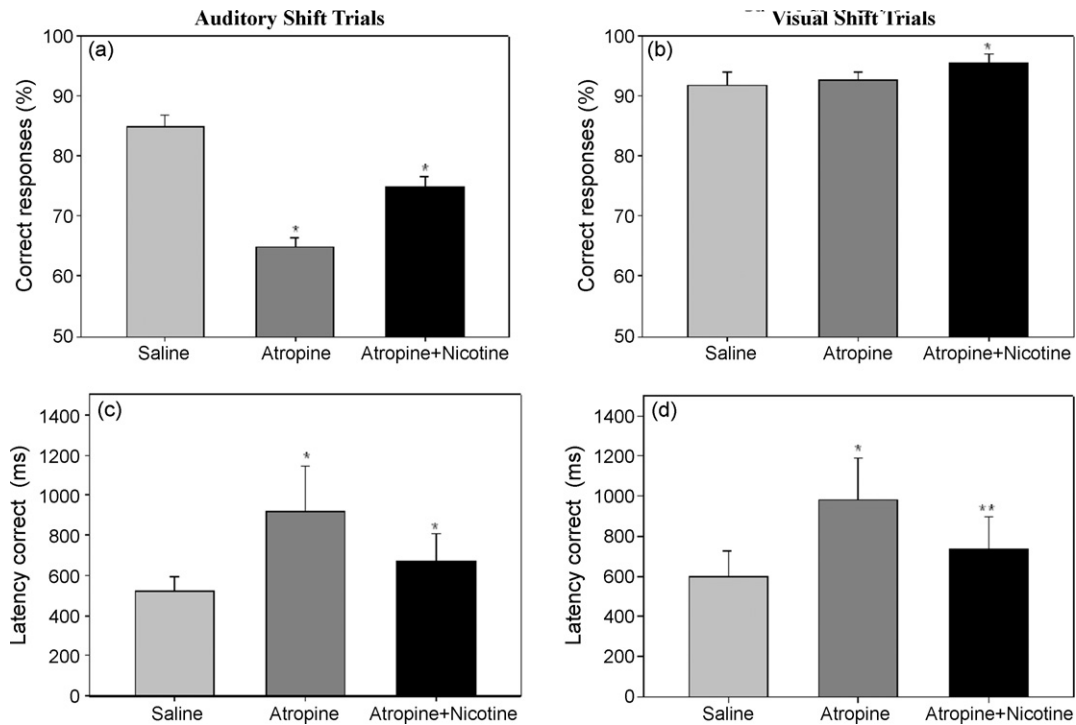 Auditory Shift Trials
Visual Shift Trials
(a)
Correct responses (%)
100
90
80
70
60
50
*
*
Saline
Atropine
Atropine+Nicotine
(b)
Correct responses (%)
100
90
80
70
60
50
*
Saline
Atropine
Atropine+Nicotine
(c)
Latency correct (ms)
1400
1200
1000
800
600
400
200
0
*
*
Saline
Atropine
Atropine+Nicotine
(d)
Latency correct (ms)
1400
1200
1000
800
600
400
200
0
*
**
Saline
Atropine
Atropine+Nicotine